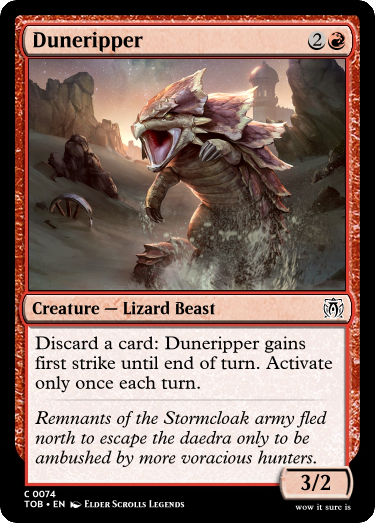 Duneripper 2
Creature — Lizard Beast
Discard a card: Duneripper gains
first strike until end of turn. Activate
only once each turn.
Remnants of the Stormcloak army fled
north to escape the daedra only to be
ambushed by more voracious hunters.
3/2
C 0074
TOB • EN Elder Scrolls Legends
wow it sure is